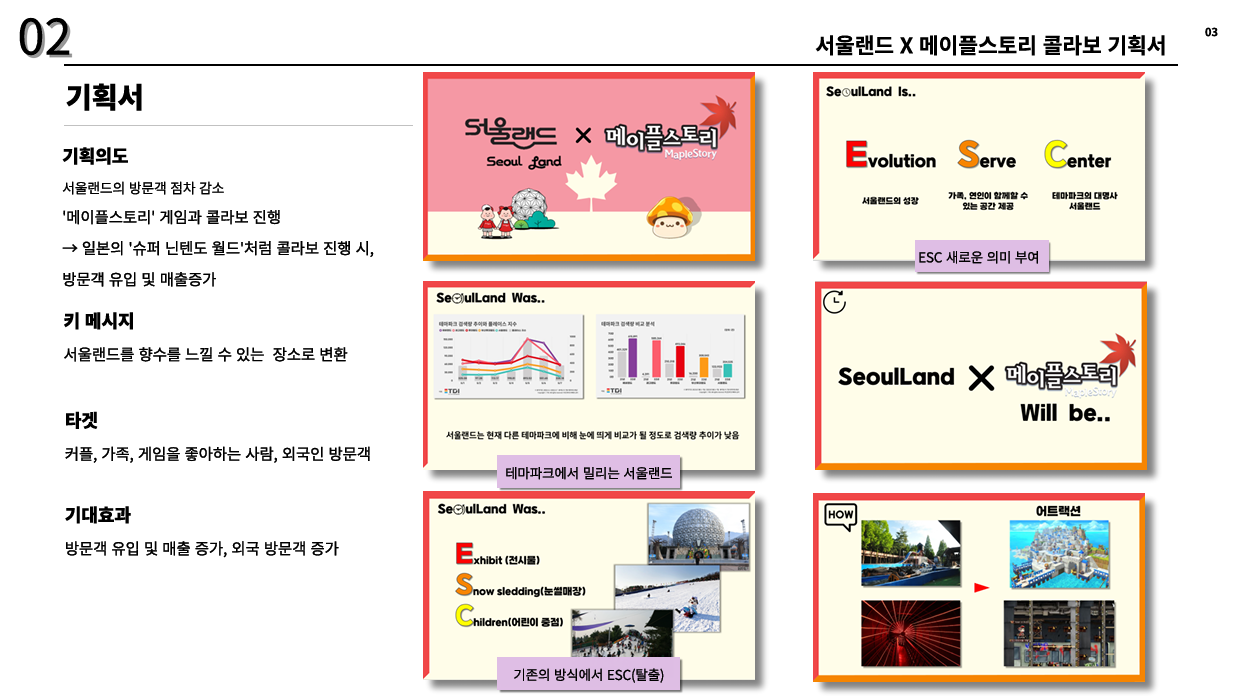 02
서울랜드 X 메이플스토리 콜라보 기획서
03
기획서
기획의도
서울랜드의 방문객 점차 감소
'메이플스토리' 게임과 콜라보 진행
→ 일본의 '슈퍼 닌텐도 월드'처럼 콜라보 진행 시,
방문객 유입 및 매출증가
키 메시지
서울랜드를 향수를 느낄 수 있는 장소로 변환
타겟
커플, 가족, 게임을 좋아하는 사람, 외국인 방문객
기대효과
방문객 유입 및 매출 증가, 외국 방문객 증가
서울랜드
Seoul Land
×
메이플스토리
MapleStory
SeoulLand Was..
테마파크 검색량 추이와 플레이스 지수
테마파크 검색량 비교 분석
TDI
TDI
서울랜드는 현재 다른 테마파크에 비해 눈에 띄게 비교가 될 정도로 검색량 추이가 낮음
테마파크에서 밀리는 서울랜드
SeoulLand Was..
Exhibit (전시물)
Snow sledding(눈썰매장)
Children(어린이 중점)
기존의 방식에서 ESC(탈출)
SeoulLand Is..
Evolution
Serve
Center
서울랜드의 성장
가족, 연인이 함께할 수
있는 공간 제공
테마파크의 대명사
서울랜드
ESC 새로운 의미 부여
SeoulLand X 메이플스토리
MapleStory
Will be..
HOW
어트랙션